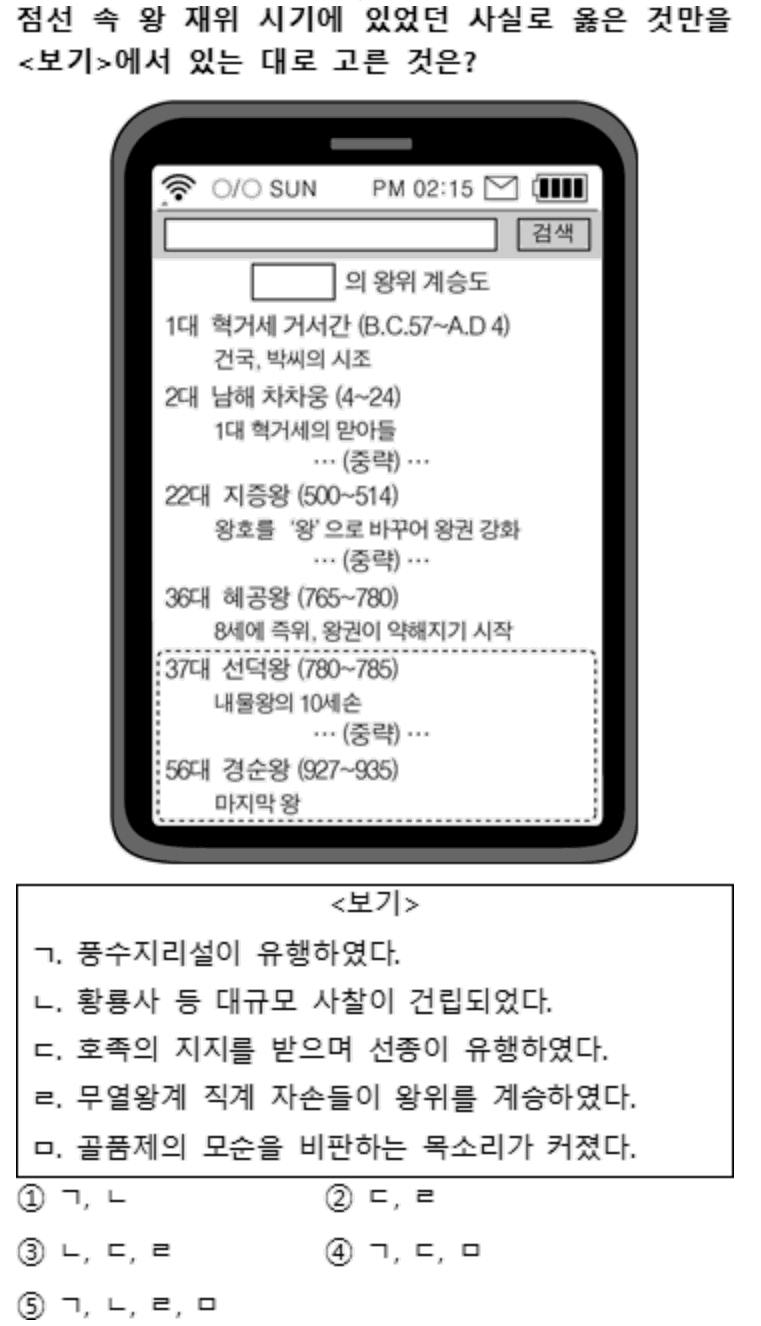 점선 속 왕 재위 시기에 있었던 사실로 옳은 것만을
<보기>에서 있는 대로 고른 것은?
○/○ SUN PM 02:15
검색
의 왕위 계승도
1대 혁거세 거서간 (B.C.57~A.D 4)
건국, 박씨의 시조
2대 남해 차차웅 (4~24)
1대 혁거세의 맏아들
… (중략) …
22대 지증왕 (500~514)
왕호를 ‘왕’으로 바꾸어 왕권 강화
… (중략) …
36대 혜공왕 (765~780)
8세에 즉위, 왕권이 약해지기 시작
37대 선덕왕 (780~785)
내물왕의 10세손
… (중략) …
56대 경순왕 (927~935)
마지막 왕
<보기>
ㄱ. 풍수지리설이 유행하였다.
ㄴ. 황룡사 등 대규모 사찰이 건립되었다.
ㄷ. 호족의 지지를 받으며 선종이 유행하였다.
ㄹ. 무열왕계 직계 자손들이 왕위를 계승하였다.
ㅁ. 골품제의 모순을 비판하는 목소리가 커졌다.
① ㄱ, ㄴ ② ㄷ, ㄹ
③ ㄴ, ㄷ, ㄹ ④ ㄱ, ㄷ, ㅁ
⑤ ㄱ, ㄴ, ㄹ, ㅁ